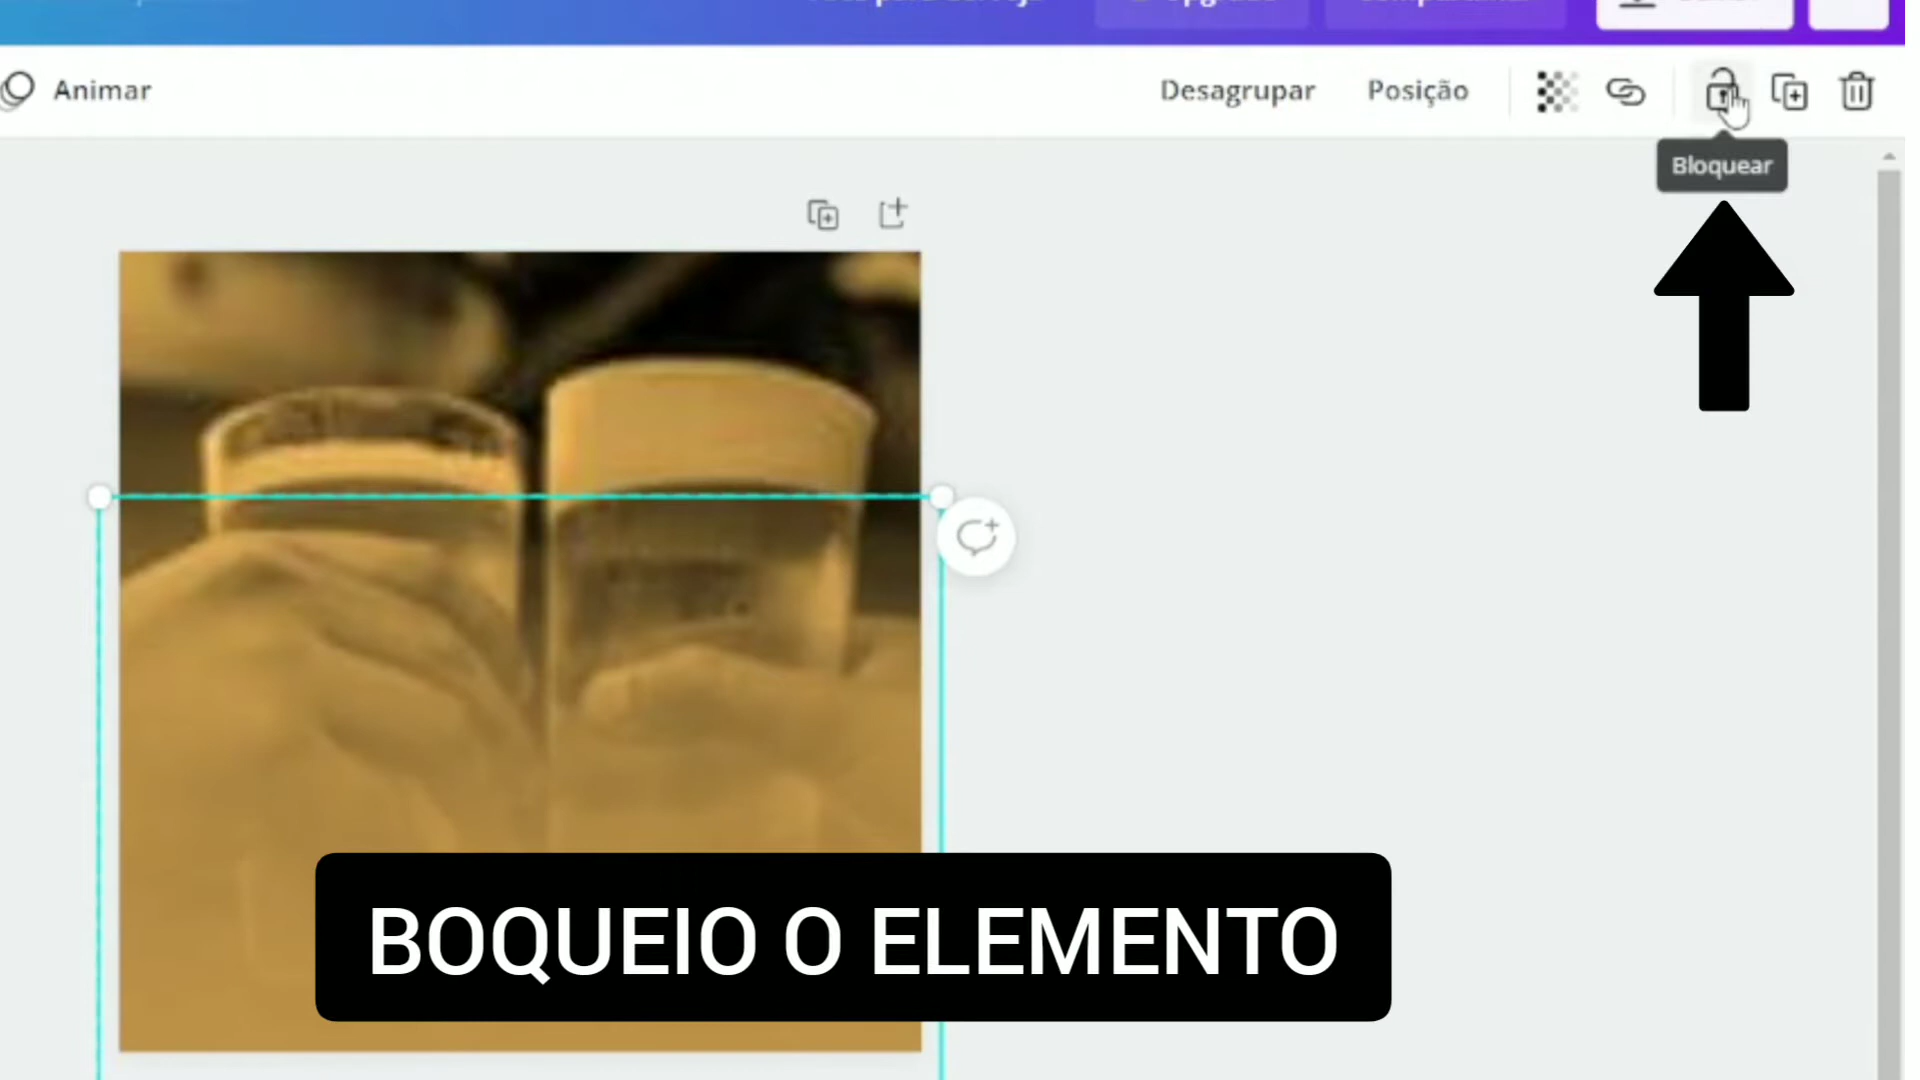 Animar
Desagrupar
Posição
Bloquear
BOQUEIO O ELEMENTO